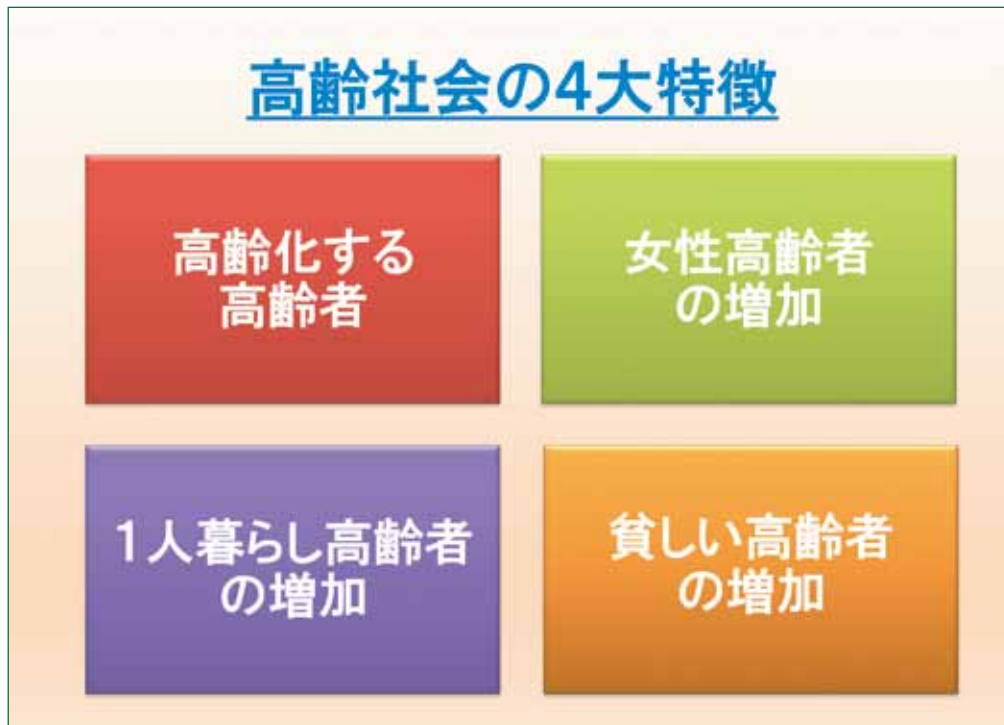 高齢社会の4大特徴
高齢化する
高齢者
女性高齢者
の増加
1人暮らし高齢者
の増加
貧しい高齢者
の増加